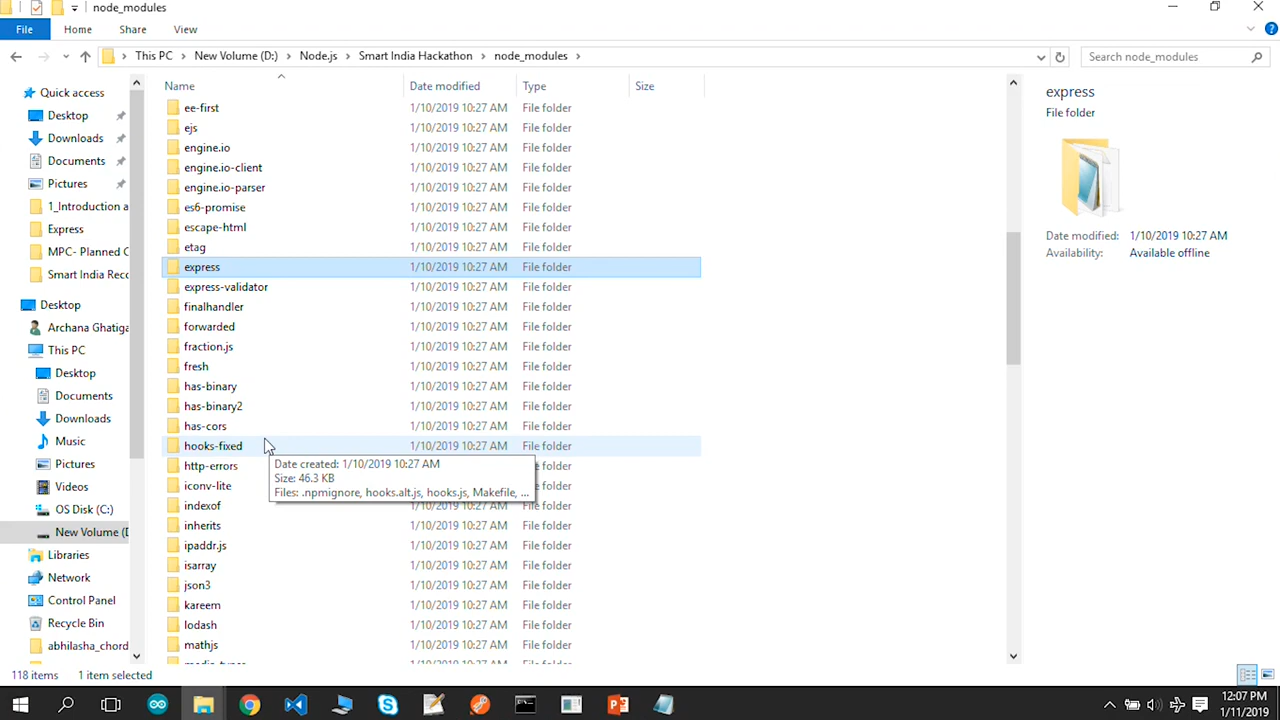 node_modules
File Home Share View
This PC New Volume (D:) Node.js Smart India Hackathon node_modules Search node_modules
Name Date modified Type Size
Quick access
Desktop
Downloads
Documents
Pictures
1_Introduction a
Express
MPC- Planned C
Smart India Reco
Desktop
Archana Ghatiga
This PC
Desktop
Documents
Downloads
Music
Pictures
Videos
OS Disk (C:)
New Volume (D
Libraries
Network
Control Panel
Recycle Bin
abhilasha_chord
ee-first 1/10/2019 10:27 AM File folder
ejs 1/10/2019 10:27 AM File folder
engine.io 1/10/2019 10:27 AM File folder
engine.io-client 1/10/2019 10:27 AM File folder
engine.io-parser 1/10/2019 10:27 AM File folder
es6-promise 1/10/2019 10:27 AM File folder
escape-html 1/10/2019 10:27 AM File folder
etag 1/10/2019 10:27 AM File folder
express 1/10/2019 10:27 AM File folder
express-validator 1/10/2019 10:27 AM File folder
finalhandler 1/10/2019 10:27 AM File folder
forwarded 1/10/2019 10:27 AM File folder
fraction.js 1/10/2019 10:27 AM File folder
fresh 1/10/2019 10:27 AM File folder
has-binary 1/10/2019 10:27 AM File folder
has-binary2 1/10/2019 10:27 AM File folder
has-cors 1/10/2019 10:27 AM File folder
hooks-fixed 1/10/2019 10:27 AM File folder
Date created: 1/10/2019 10:27 AM
Size: 46.3 KB
Files: .npmignore, hooks.alt.js, hooks.js, Makefile, ...
http-errors File folder
iconv-lite File folder
indexof 1/10/2019 10:27 AM File folder
inherits 1/10/2019 10:27 AM File folder
ipaddr.js 1/10/2019 10:27 AM File folder
isarray 1/10/2019 10:27 AM File folder
json3 1/10/2019 10:27 AM File folder
kareem 1/10/2019 10:27 AM File folder
lodash 1/10/2019 10:27 AM File folder
mathjs 1/10/2019 10:27 AM File folder
express
File folder
Date modified: 1/10/2019 10:27 AM
Availability: Available offline
118 items 1 item selected
12:07 PM
1/11/2019